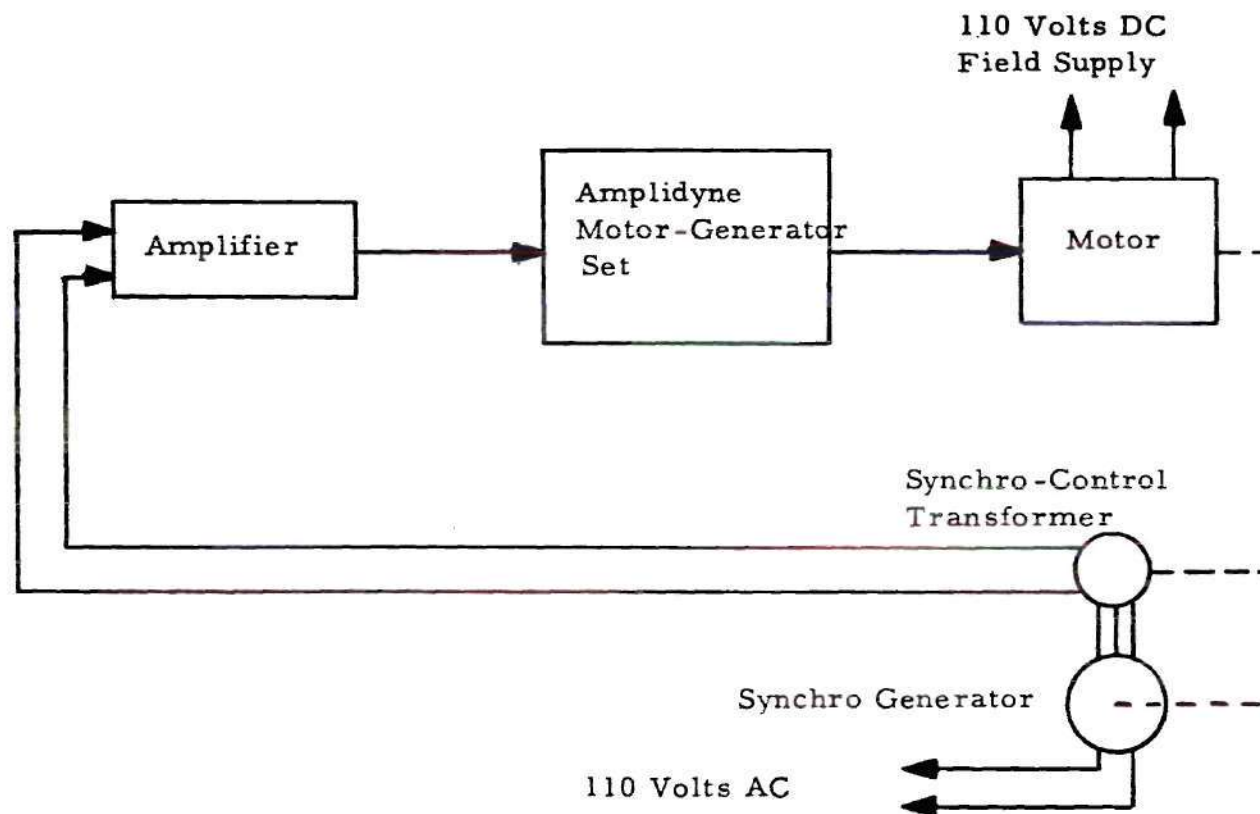 110 Volts DC
Field Supply
Amplifier
Amplidyne
Motor-Generator
Set
Motor
Synchro-Control
Transformer
Synchro Generator
110 Volts AC